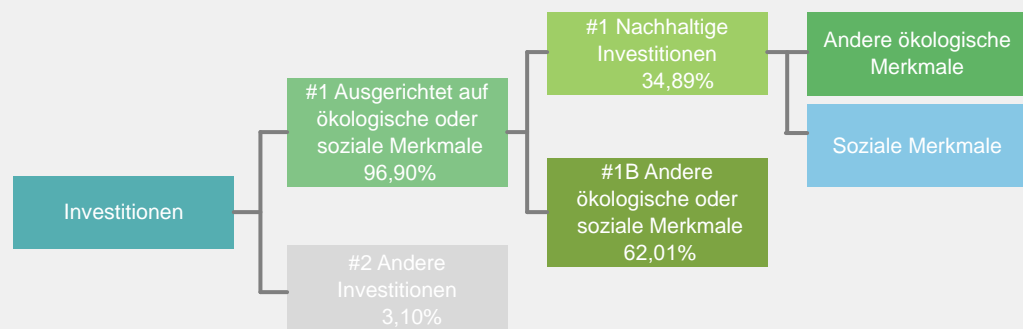 Investitionen
#1 Ausgerichtet auf
ökologische oder
soziale Merkmale
96,90%
#2 Andere
Investitionen
3,10%
#1 Nachhaltige
Investitionen
34,89%
#1B Andere
ökologische oder
soziale Merkmale
62,01%
Andere ökologische
Merkmale
Soziale Merkmale